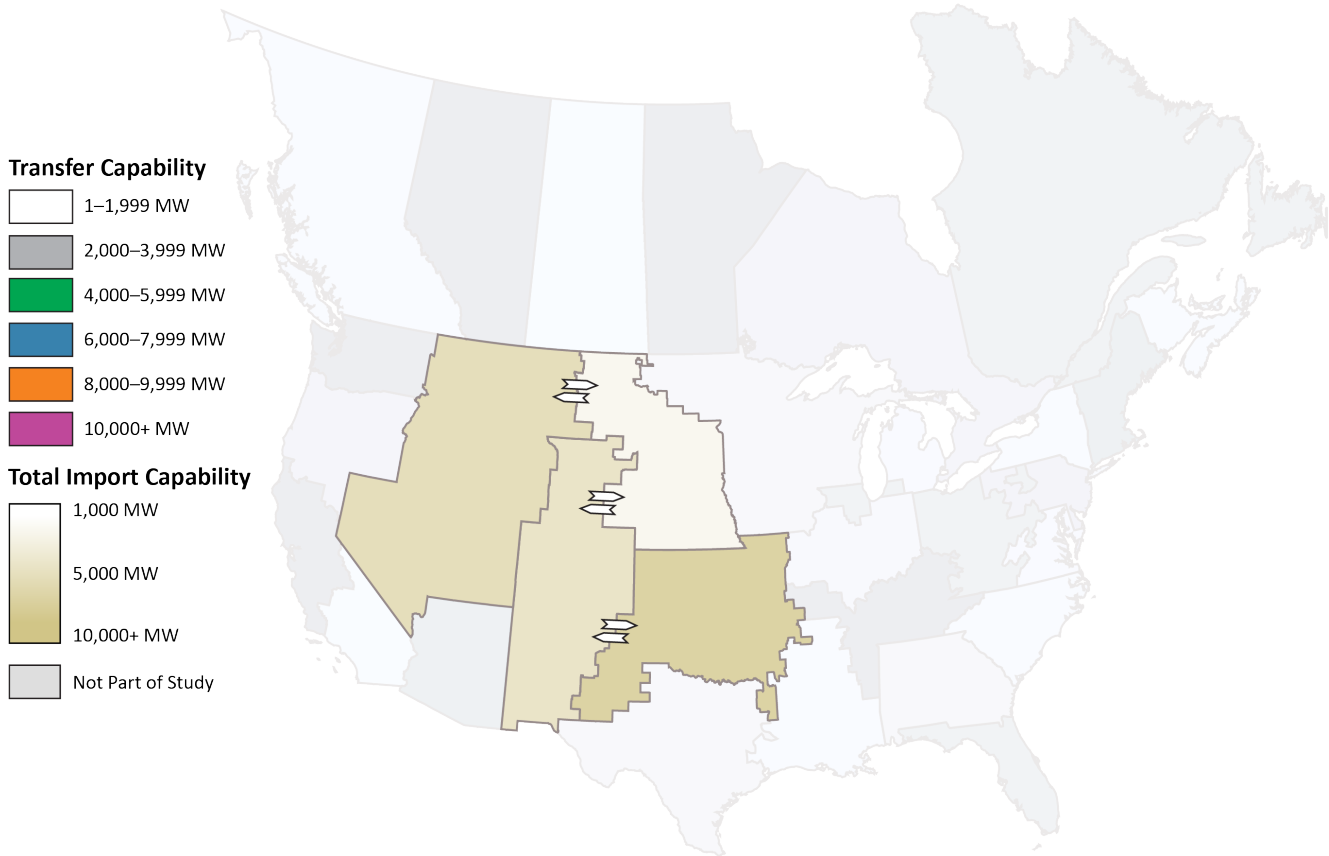 Transfer Capability
1–1,999 MW
2,000–3,999 MW
4,000–5,999 MW
6,000–7,999 MW
8,000–9,999 MW
10,000+ MW
Total Import Capability
1,000 MW
5,000 MW
10,000+ MW
Not Part of Study